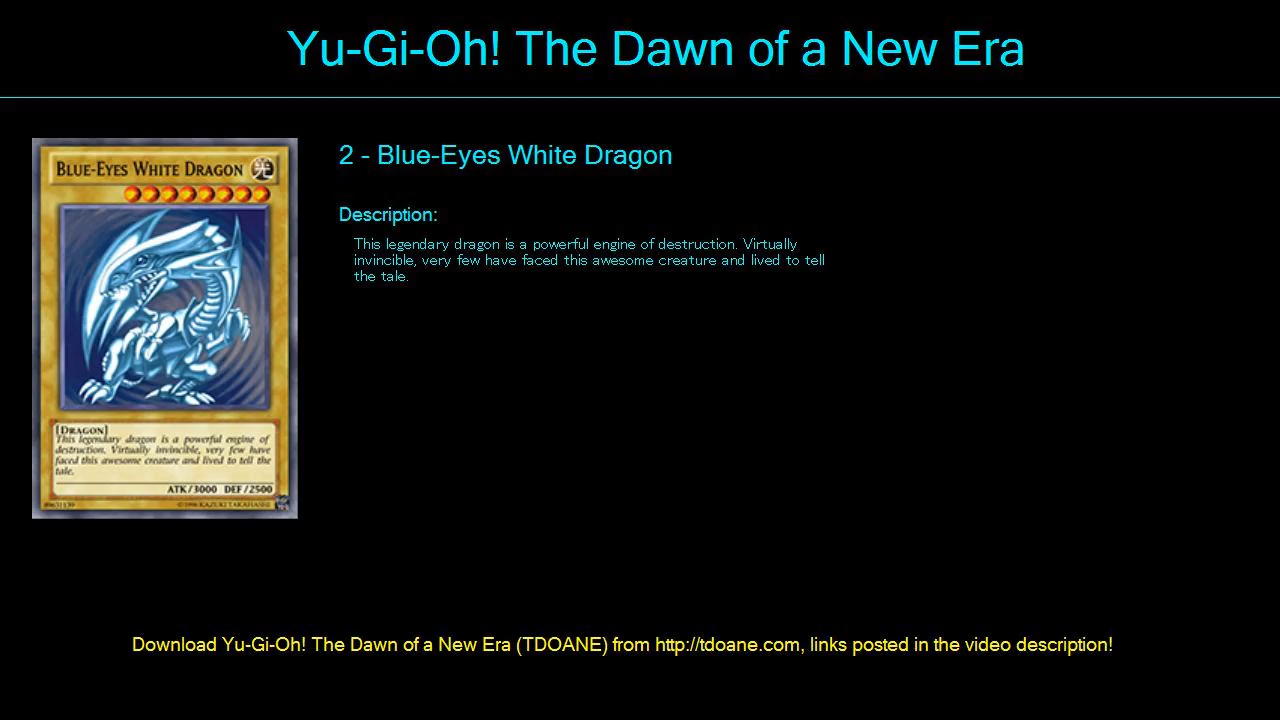 Yu-Gi-Oh! The Dawn of a New Era
BLUE-EYES WHITE DRAGON 光
[DRAGON]
This legendary dragon is a powerful engine of
destruction. Virtually invincible, very few have
faced this awesome creature and lived to tell the
tale.
ATK/3000 DEF/2500
©1996 KAZUKI TAKAHASHI
2 - Blue-Eyes White Dragon
Description:
This legendary dragon is a powerful engine of destruction. Virtually
invincible, very few have faced this awesome creature and lived to tell
the tale.
Download Yu-Gi-Oh! The Dawn of a New Era (TDOANE) from http://tdoane.com, links posted in the video description!